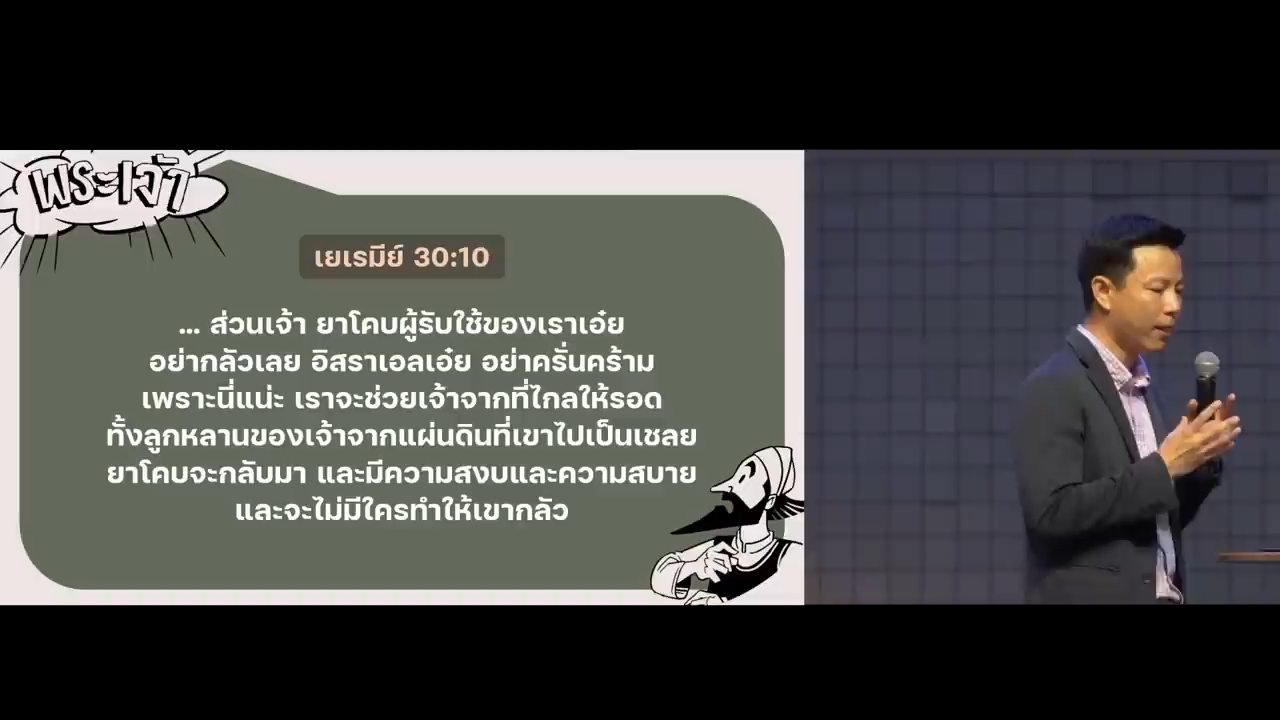 พระเจ้า
เยเรมีย์ 30:10
... ส่วนเจ้า ยาโคบผู้รับใช้ของเราเอ๋ย
อย่ากลัวเลย อิสราเอลเอ๋ย อย่าครั่นคร้าม
เพราะนี่แน่ะ เราจะช่วยเจ้าจากที่ไกลให้รอด
ทั้งลูกหลานของเจ้าจากแผ่นดินที่เขาไปเป็นเชลย
ยาโคบจะกลับมา และมีความสงบและความสบาย
และจะไม่มีใครทำให้เขากลัว